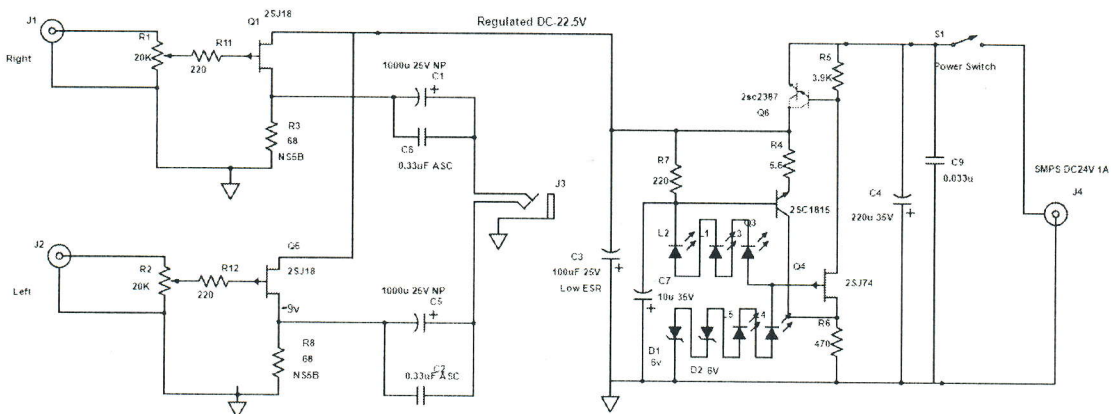 J1
Right
R1
20K
R11
220
Q1
2SJ18
R3
68
NS5B
1000u 25V NP
C1
C6
0.33uF ASC
Regulated DC-22.5V
J2
Left
R2
20K
R12
220
Q6
2SJ18
-9v
R8
68
NS5B
1000u 25V NP
C5
C2
0.33uF ASC
J3
C3
100uF 25V
Low ESR
R7
220
R4
5.6
2sc2387
Q6
R5
3.9K
2SC1815
L2
L1
L3
Q3
Q4
2SJ74
C7
10u 35V
L5
L4
D1
6v
D2 6V
R6
470
C4
220u 35V
C9
0.033u
S1
Power Switch
SMPS DC24V 1A
J4